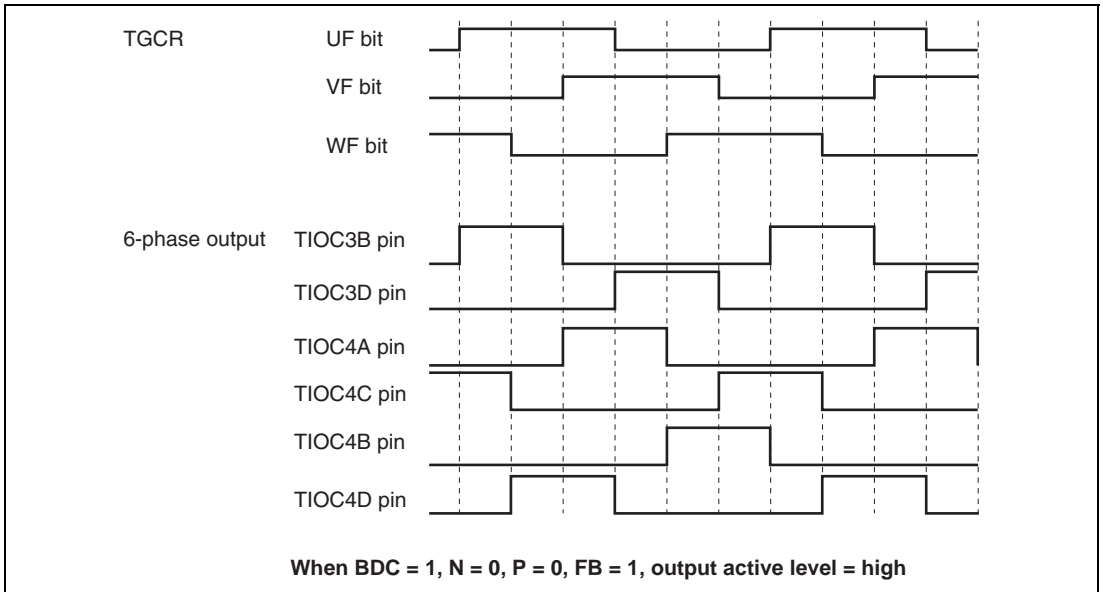 TGCR UF bit
VF bit
WF bit
6-phase output TIOC3B pin
TIOC3D pin
TIOC4A pin
TIOC4C pin
TIOC4B pin
TIOC4D pin
When BDC = 1, N = 0, P = 0, FB = 1, output active level = high